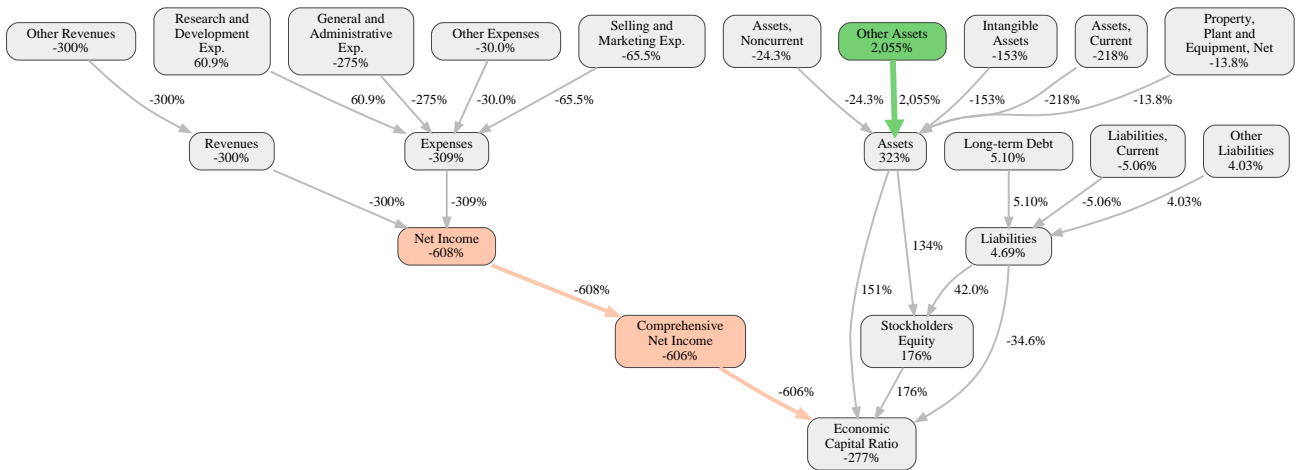 Other Revenues
-300%
Research and
Development
Exp.
60.9%
General and
Administrative
Exp.
-275%
Other Expenses
-30.0%
Selling and
Marketing Exp.
-65.5%
Assets,
Noncurrent
-24.3%
Other Assets
2,055%
Intangible
Assets
-153%
Assets,
Current
-218%
Property,
Plant and
Equipment, Net
-13.8%
-300%
60.9%
-275%
-30.0%
-65.5%
-24.3%
2,055%
-153%
-218%
-13.8%
Revenues
-300%
Expenses
-309%
Assets
323%
Long-term Debt
5.10%
Liabilities,
Current
-5.06%
Other
Liabilities
4.03%
-300%
-309%
5.10%
-5.06%
4.03%
Net Income
-608%
134%
Liabilities
4.69%
-608%
151%
42.0%
Comprehensive
Net Income
-606%
Stockholders
Equity
176%
-34.6%
-606%
176%
Economic
Capital Ratio
-277%